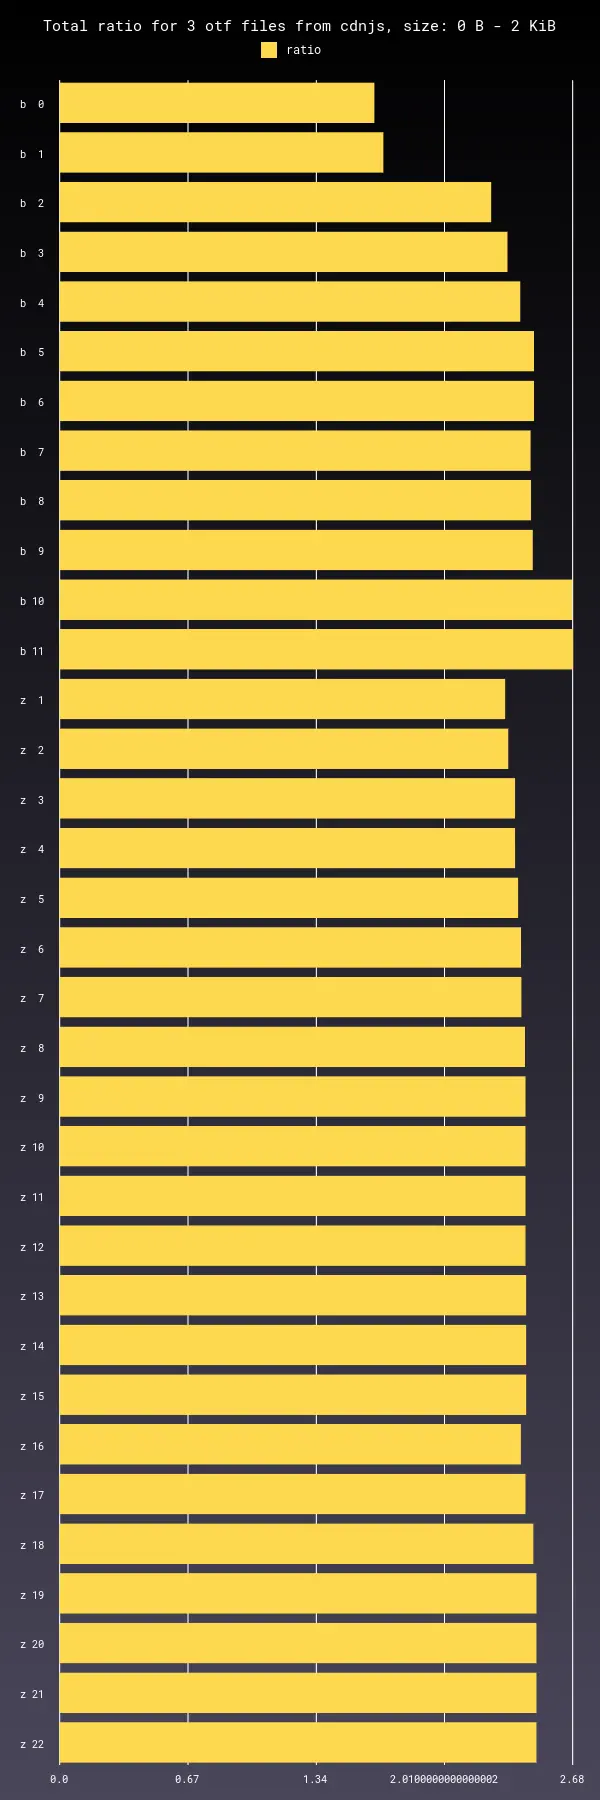 Total ratio for 3 otf files from cdnjs, size: 0 B - 2 KiB
ratio
b 0
b 1
b 2
b 3
b 4
b 5
b 6
b 7
b 8
b 9
b 10
b 11
z 1
z 2
z 3
z 4
z 5
z 6
z 7
z 8
z 9
z 10
z 11
z 12
z 13
z 14
z 15
z 16
z 17
z 18
z 19
z 20
z 21
z 22
0.0 0.67 1.34 2.0100000000000002 2.68